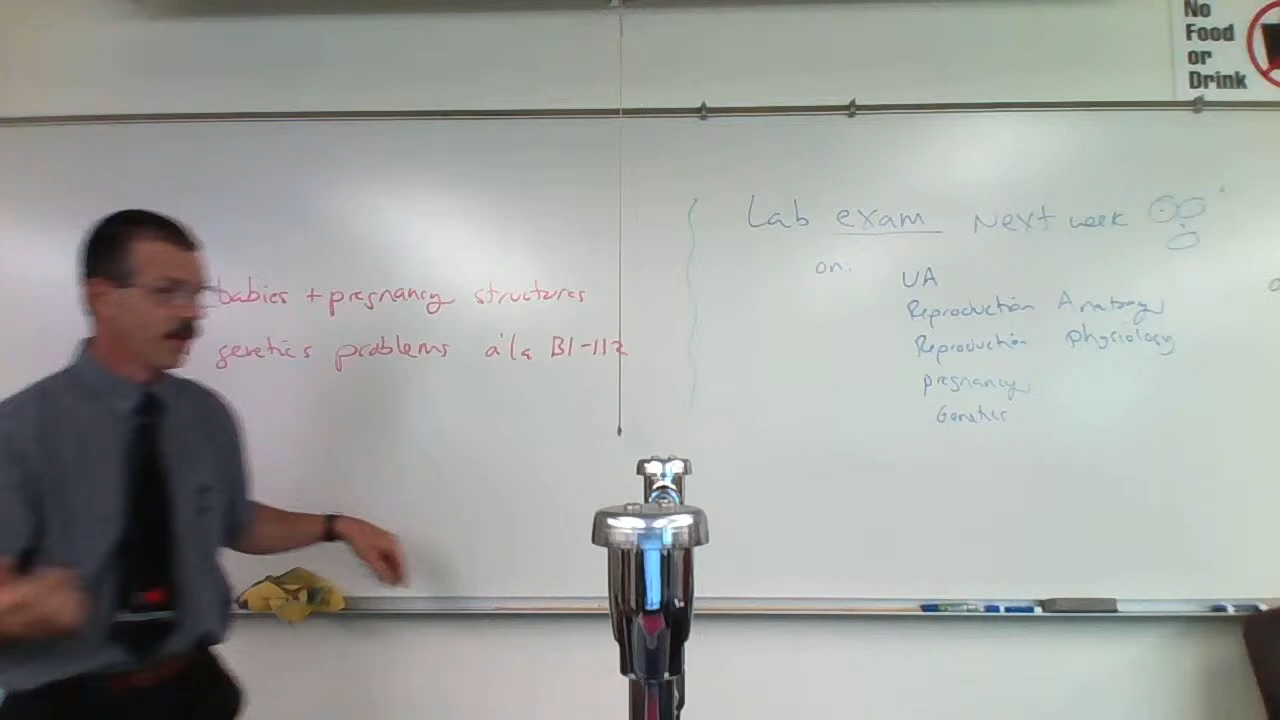 babies + pregnancy structures
genetics problems a'la BI-112
Lab exam Next week
on:
UA
Reproduction Anatomy
Reproduction physiology
pregnancy
Genetics
No
Food
or
Drink